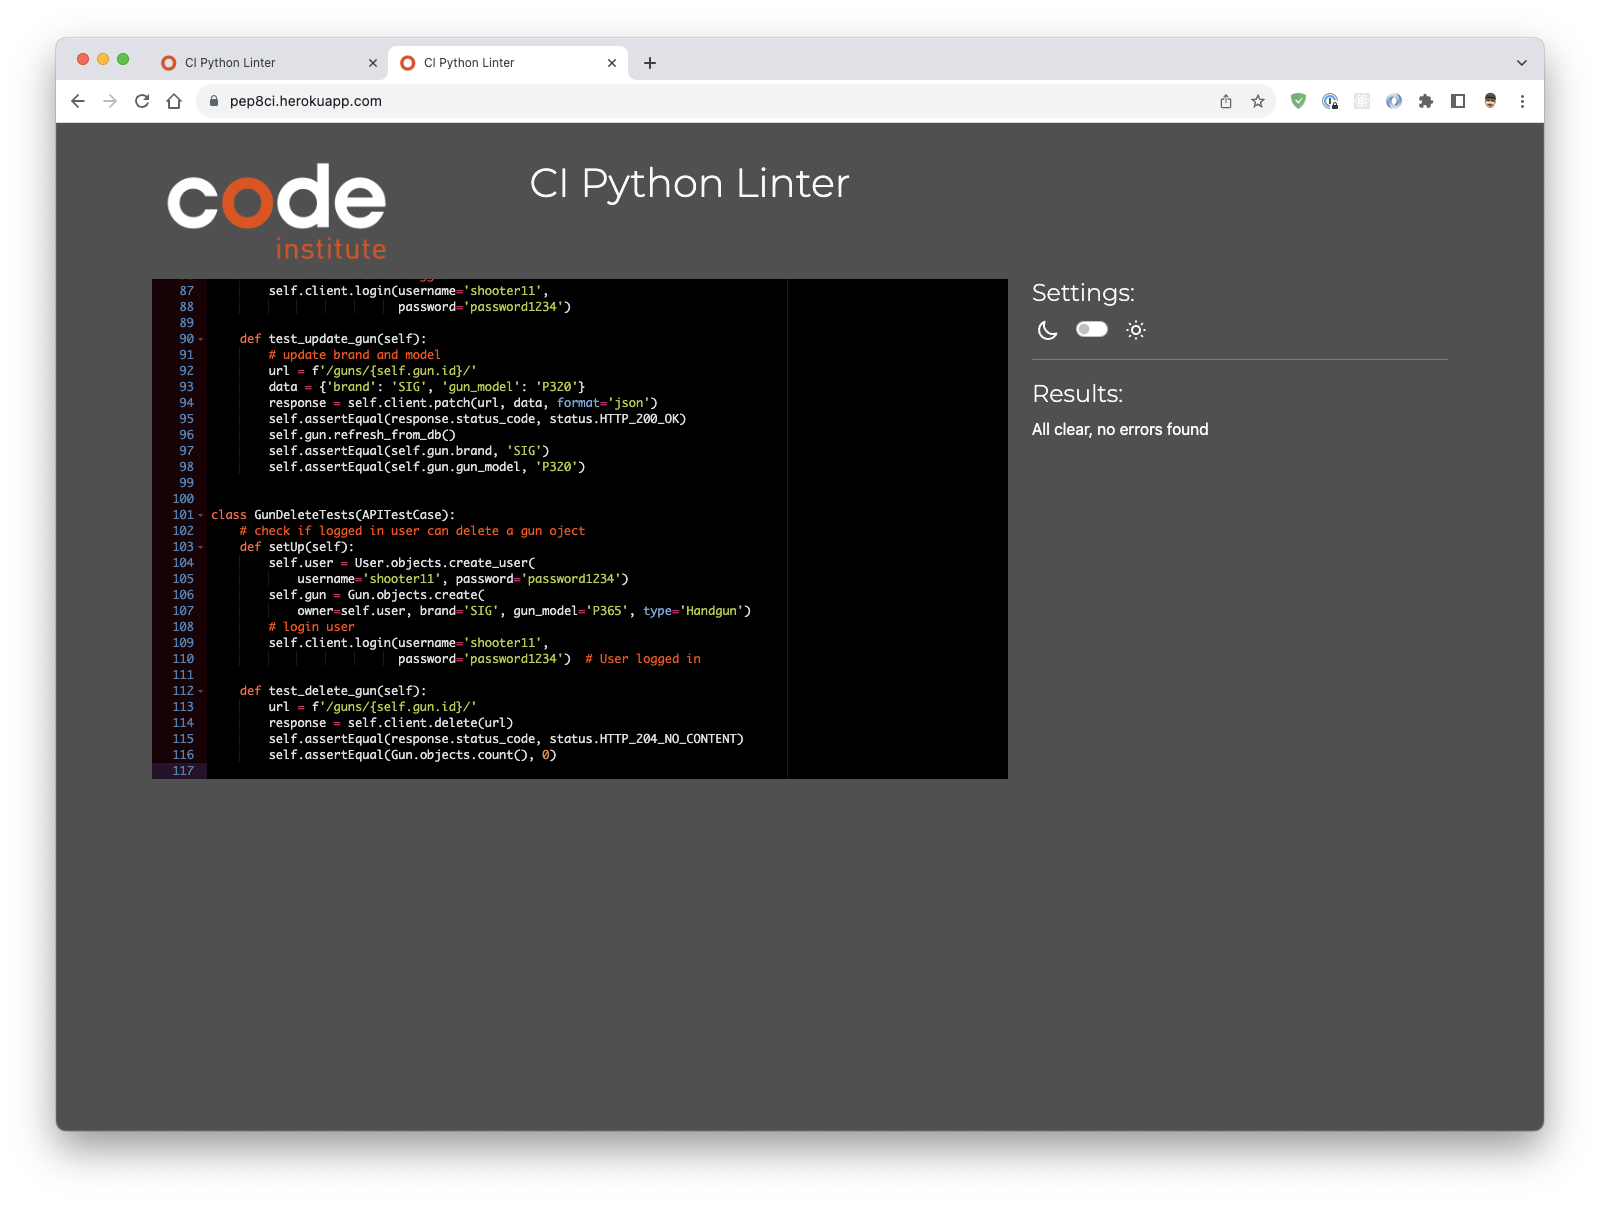 CI Python Linter
CI Python Linter
pep8ci.herokuapp.com
code
institute
CI Python Linter
87 self.client.login(username='shooter11',
88 password='password1234')
89
90 def test_update_gun(self):
91 # update brand and model
92 url = f'/guns/{self.gun.id}/'
93 data = {'brand': 'SIG', 'gun_model': 'P320'}
94 response = self.client.patch(url, data, format='json')
95 self.assertEqual(response.status_code, status.HTTP_200_OK)
96 self.gun.refresh_from_db()
97 self.assertEqual(self.gun.brand, 'SIG')
98 self.assertEqual(self.gun.gun_model, 'P320')
99
100
101 class GunDeleteTests(APITestCase):
102 # check if logged in user can delete a gun oject
103 def setUp(self):
104 self.user = User.objects.create_user(
105 username='shooter11', password='password1234')
106 self.gun = Gun.objects.create(
107 owner=self.user, brand='SIG', gun_model='P365', type='Handgun')
108 # login user
109 self.client.login(username='shooter11',
110 password='password1234') # User logged in
111
112 def test_delete_gun(self):
113 url = f'/guns/{self.gun.id}/'
114 response = self.client.delete(url)
115 self.assertEqual(response.status_code, status.HTTP_204_NO_CONTENT)
116 self.assertEqual(Gun.objects.count(), 0)
117
Settings:
Results:
All clear, no errors found